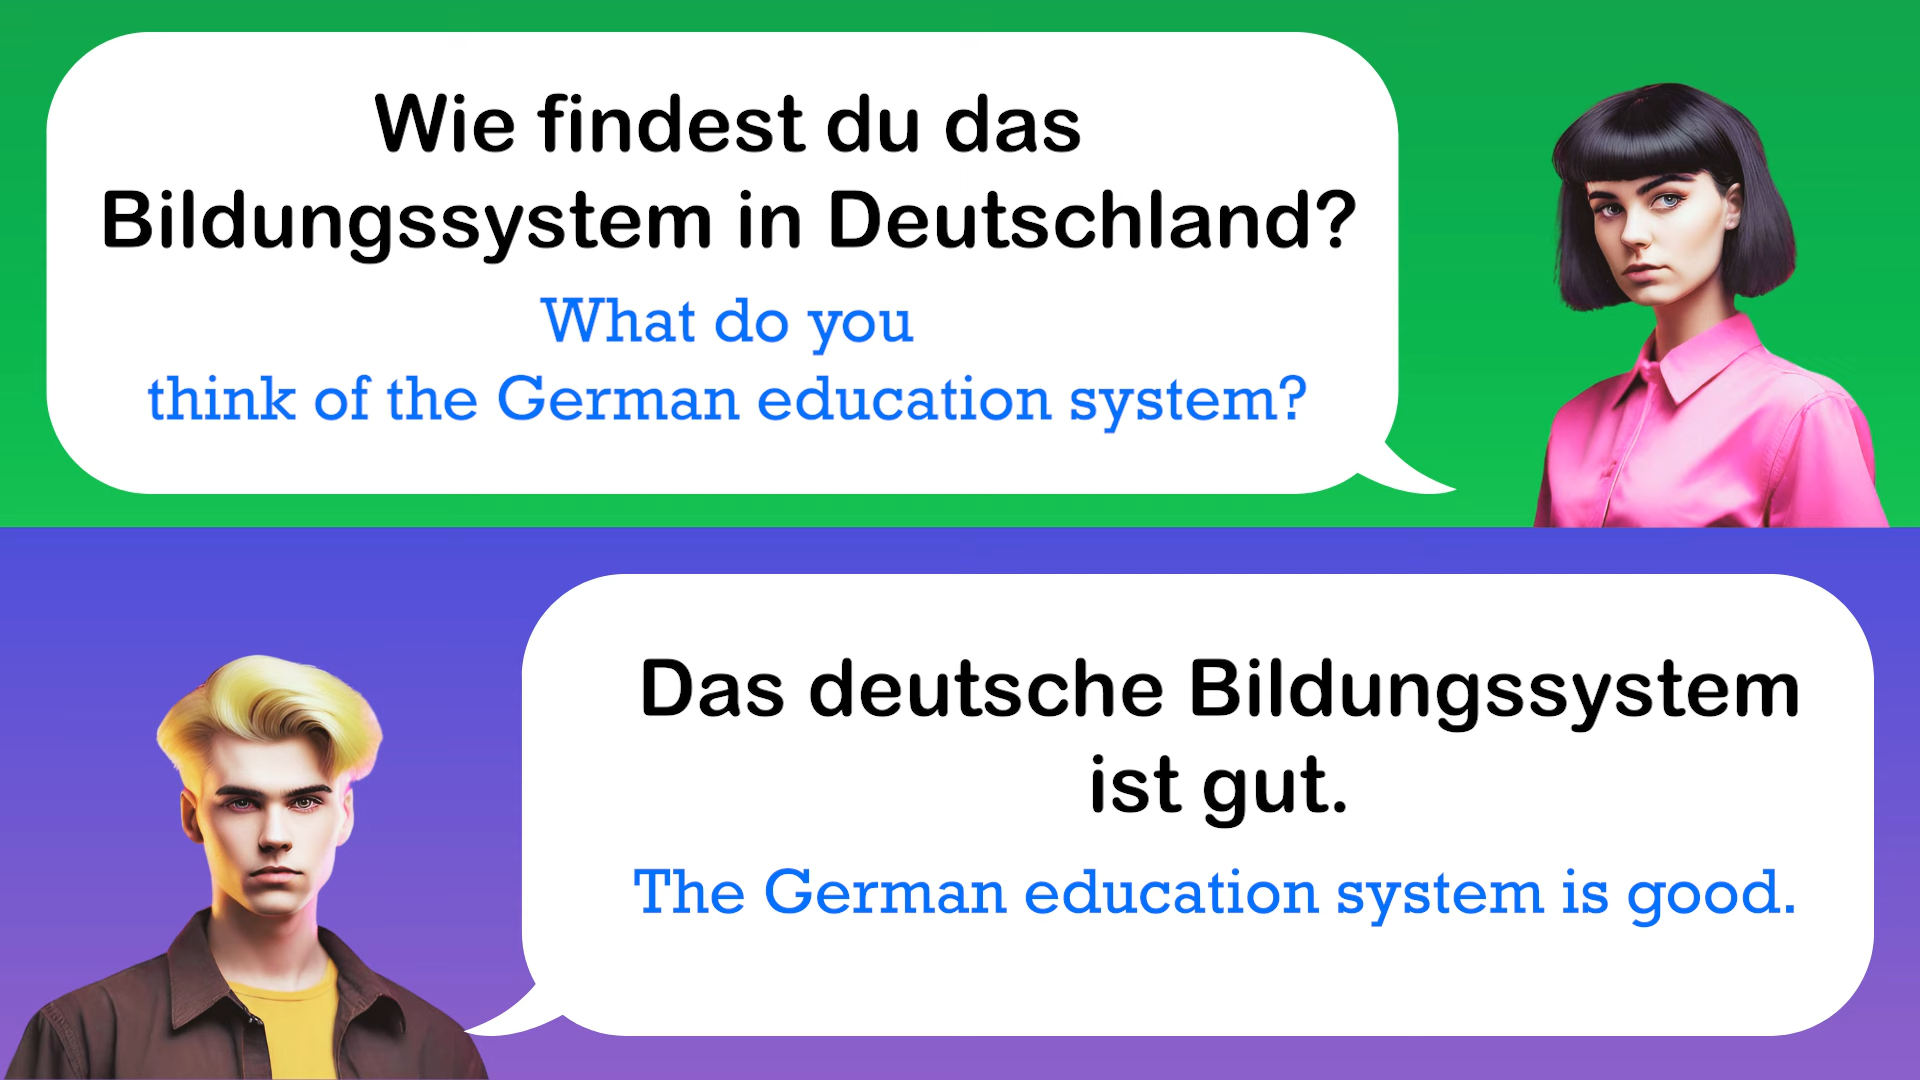 Wie findest du das
Bildungssystem in Deutschland?
What do you
think of the German education system?
Das deutsche Bildungssystem
ist gut.
The German education system is good.